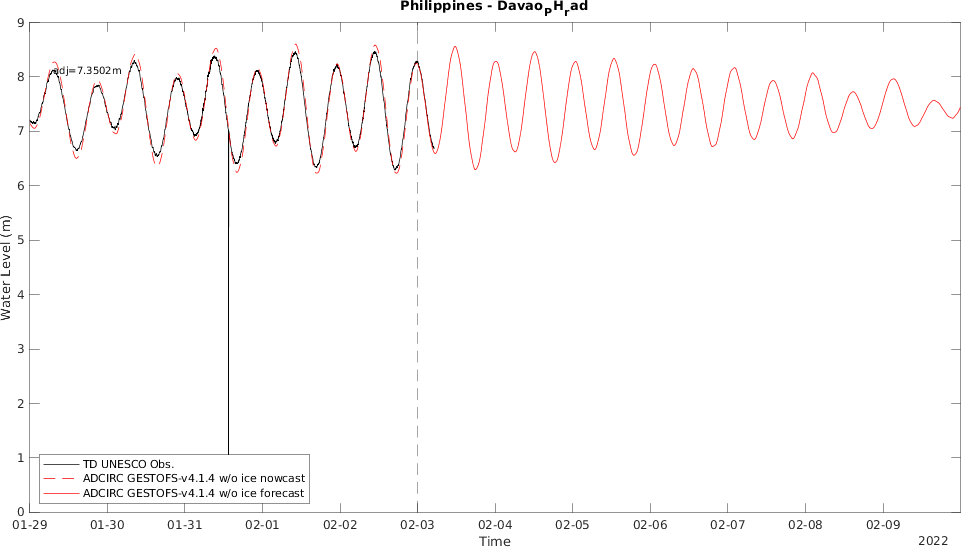 Philippines - Davao_PH_rad
9
8
7
6
5
4
3
2
1
0
adj=7.3502m
Water Level (m)
TD UNESCO Obs.
ADCIRC GESTOFS-v4.1.4 w/o ice nowcast
ADCIRC GESTOFS-v4.1.4 w/o ice forecast
01-29 01-30 01-31 02-01 02-02 02-03 02-04 02-05 02-06 02-07 02-08 02-09
Time
2022